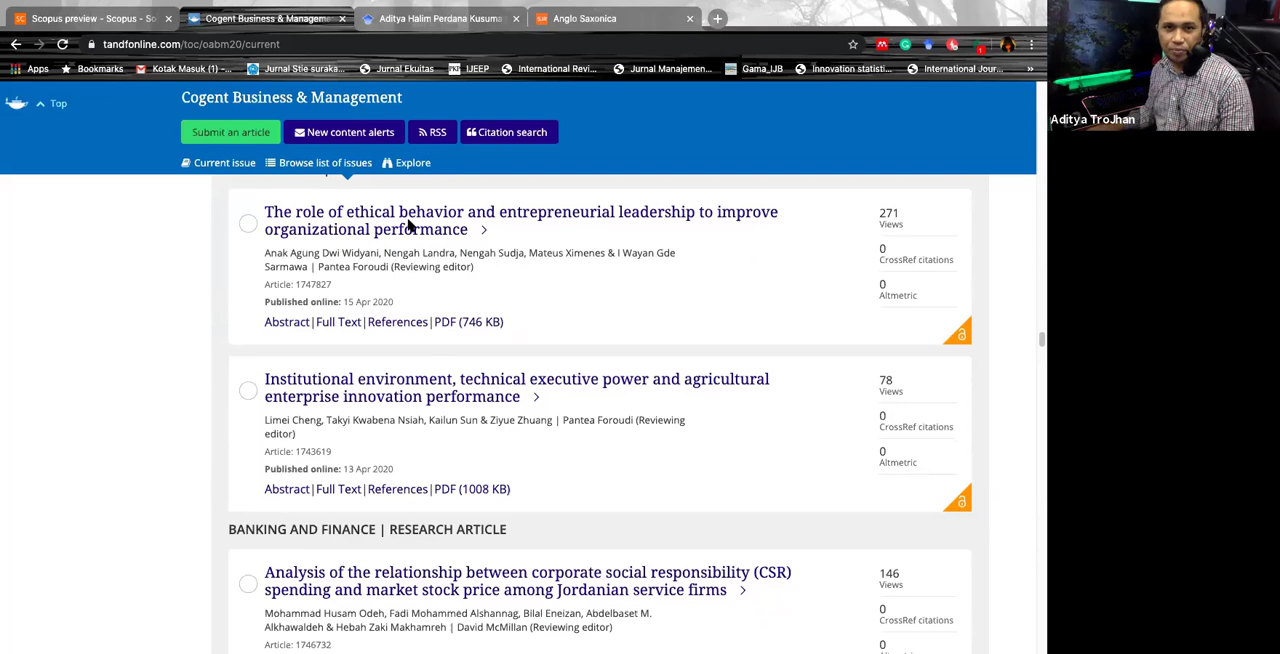 Scopus preview - Scopus - So
Cogent Business & Management
Aditya Halim Perdana Kusuma
Anglo Saxonica
tandfonline.com/toc/oabm20/current
Apps
Bookmarks
Kotak Masuk (1) -...
Jurnal Stie suraka...
Jurnal Ekuitas
IJEEP
International Revi...
Jurnal Manajemen...
Gama_IJB
Innovation statisti...
International Jour...
»
Top
Cogent Business & Management
Submit an article
New content alerts
RSS
Citation search
Current issue
Browse list of issues
Explore
Aditya TroJhan
The role of ethical behavior and entrepreneurial leadership to improve
organizational performance
Anak Agung Dwi Widyani, Nengah Landra, Nengah Sudja, Mateus Ximenes & I Wayan Gde
Sarmawa | Pantea Foroudi (Reviewing editor)
Article: 1747827
Published online: 15 Apr 2020
Abstract|Full Text|References|PDF (746 KB)
271
Views
0
CrossRef citations
0
Altmetric
Institutional environment, technical executive power and agricultural
enterprise innovation performance
Limei Cheng, Takyi Kwabena Nsiah, Kailun Sun & Ziyue Zhuang | Pantea Foroudi (Reviewing
editor)
Article: 1743619
Published online: 13 Apr 2020
Abstract|Full Text|References|PDF (1008 KB)
78
Views
0
CrossRef citations
0
Altmetric
BANKING AND FINANCE | RESEARCH ARTICLE
Analysis of the relationship between corporate social responsibility (CSR)
spending and market stock price among Jordanian service firms
Mohammad Husam Odeh, Fadi Mohammed Alshannag, Bilal Eneizan, Abdelbaset M.
Alkhawaldeh & Hebah Zaki Makhamreh | David McMillan (Reviewing editor)
Article: 1746732
146
Views
0
CrossRef citations
0